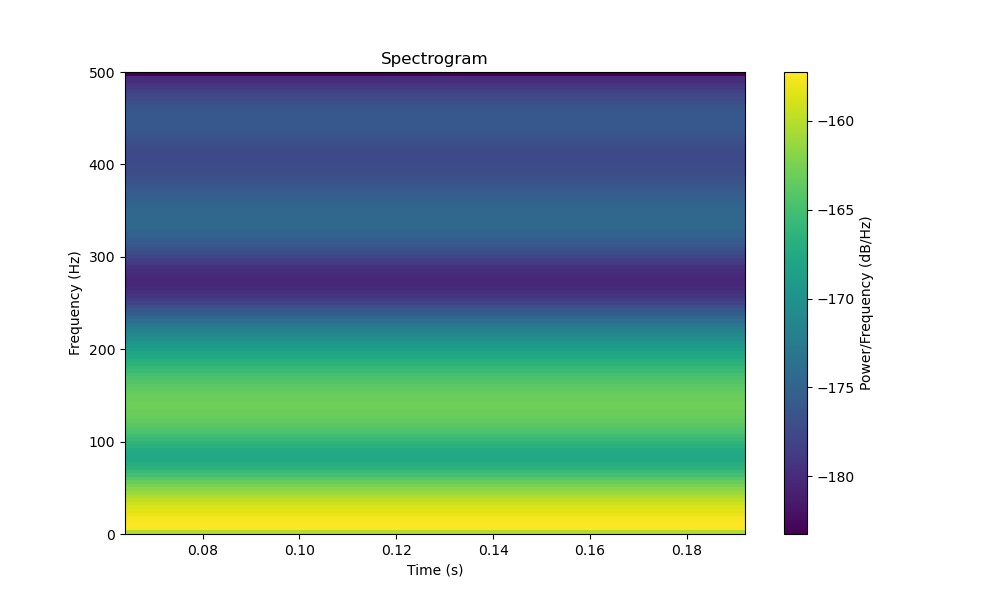 Spectrogram
500
400
300
200
100
0
Frequency (Hz)
0.08 0.10 0.12 0.14 0.16 0.18
Time (s)
−160
−165
−170
−175
−180
Power/Frequency (dB/Hz)